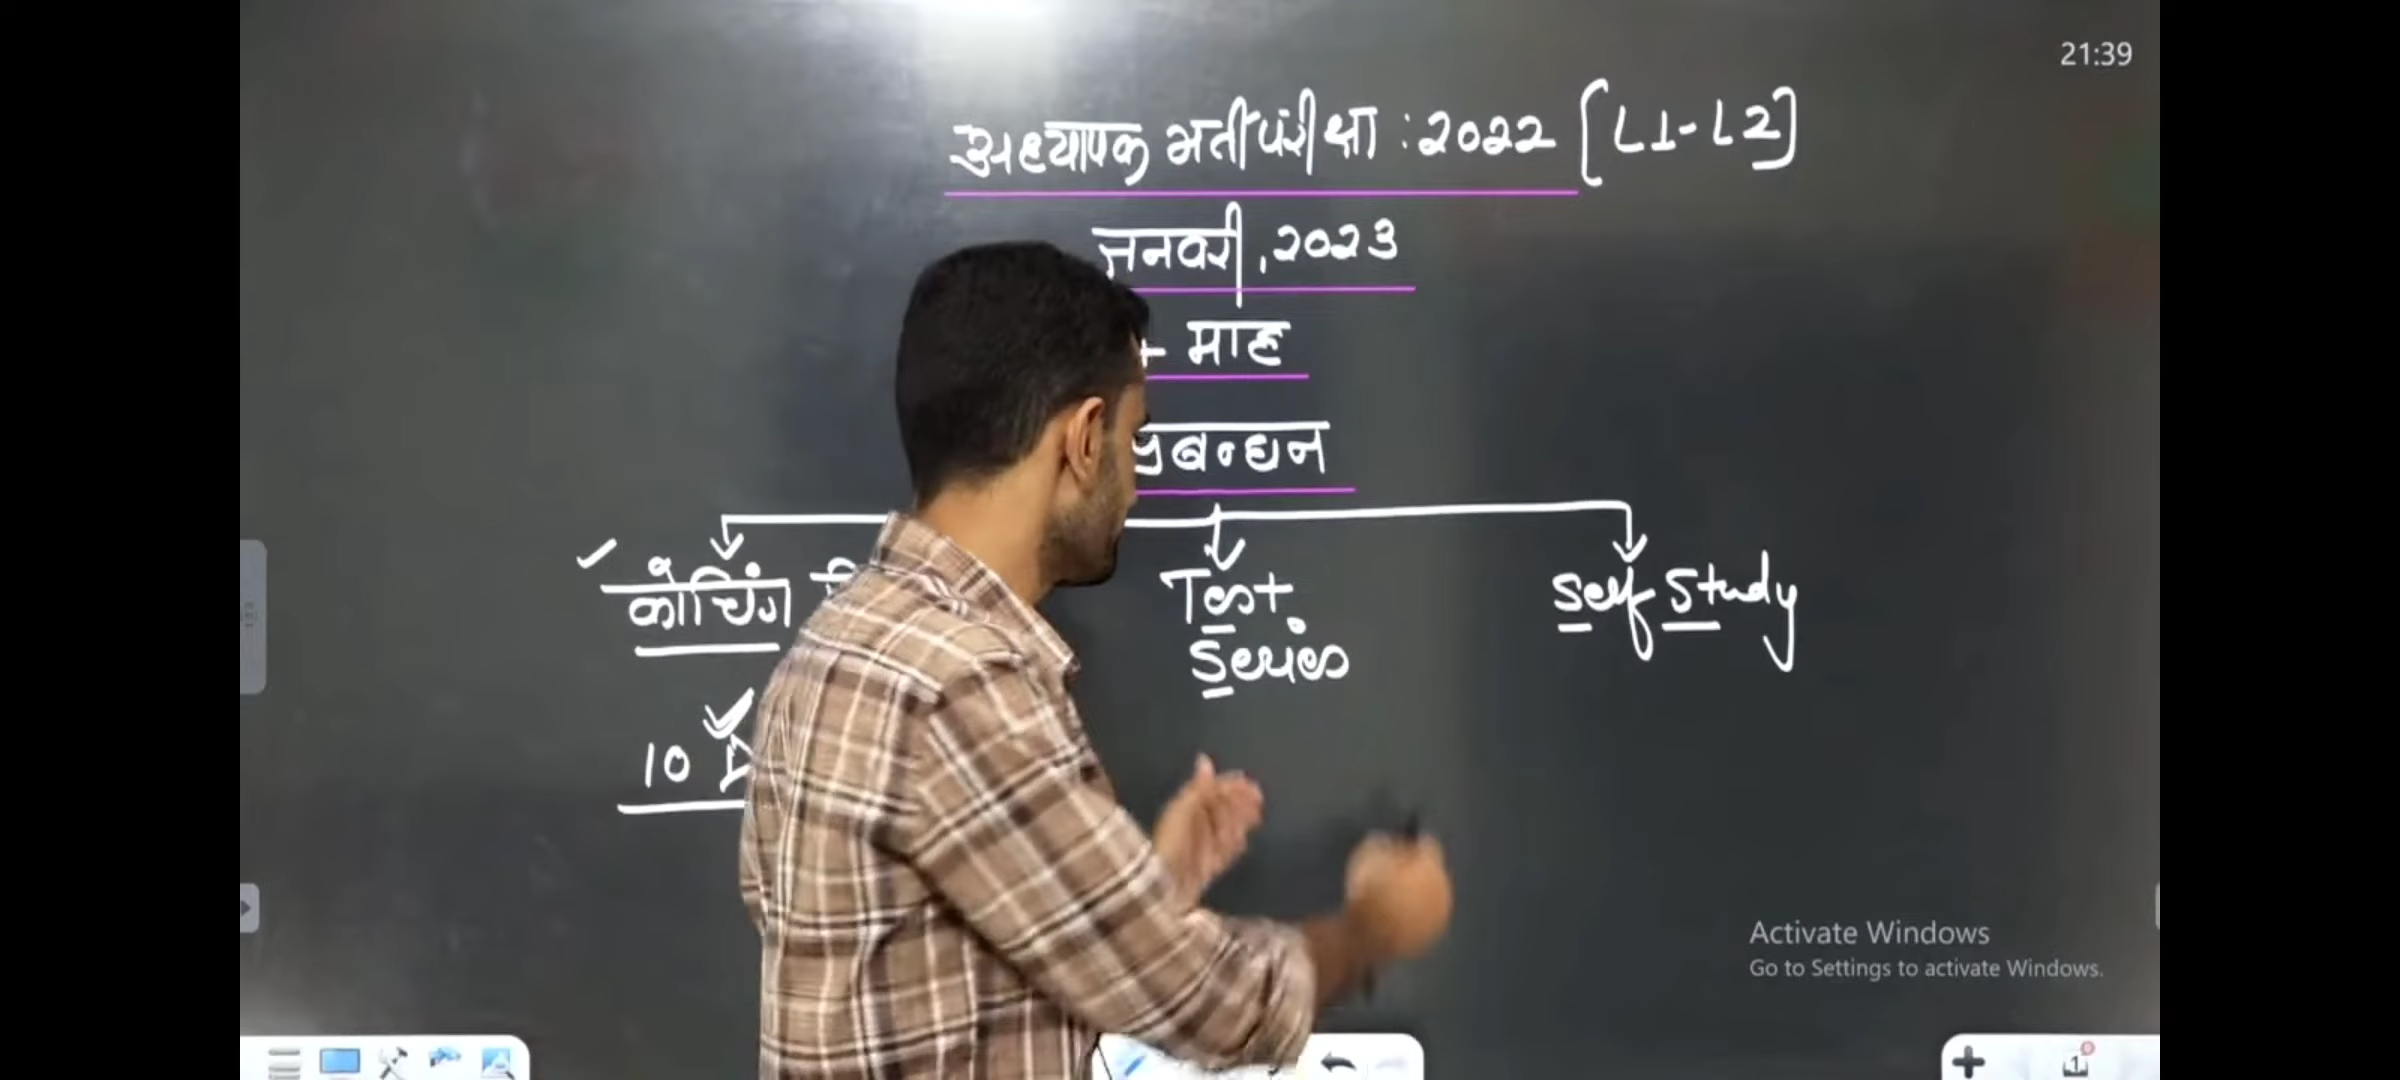 21:39
अध्यापक भर्ती परीक्षा : 2022 [L1-L2]
जनवरी, 2023
+ माह
प्रबन्धन
कोचिंग
Test
Series
Self Study
10
Activate Windows
Go to Settings to activate Windows.